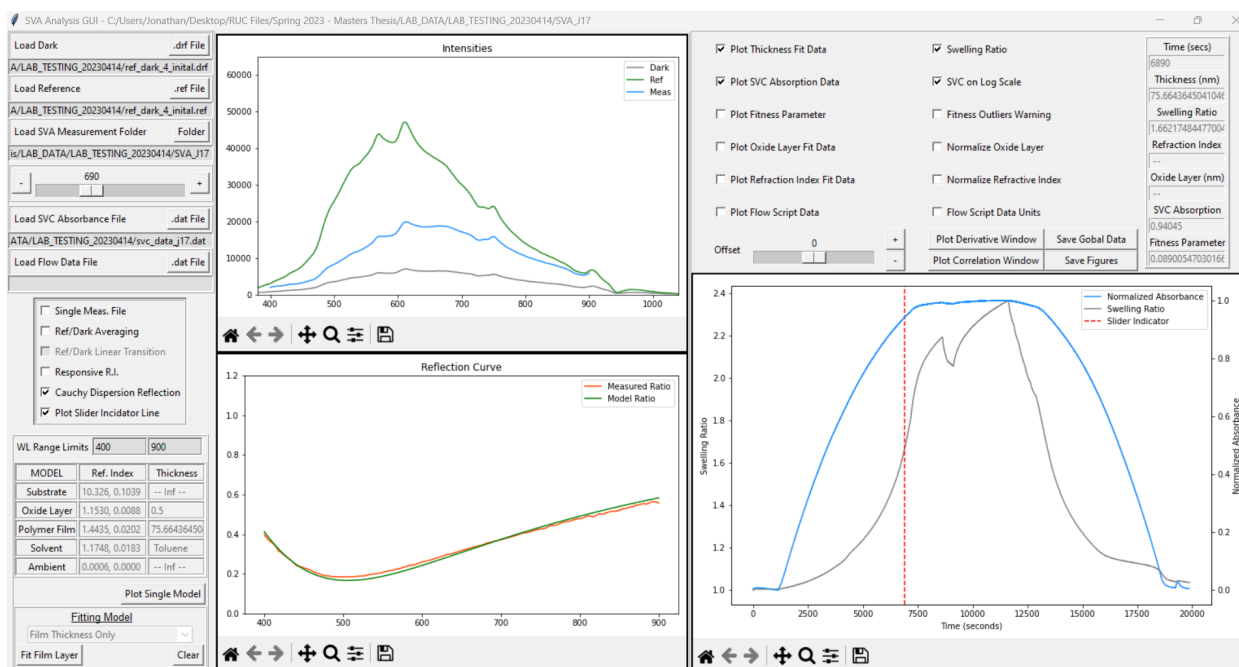 SVA Analysis GUI - C:/Users/Jonathan/Desktop/RUC Files/Spring 2023 - Masters Thesis/LAB_DATA/LAB_TESTING_20230414/SVA_J17
Load Dark .drf File
A/LAB_TESTING_20230414/ref_dark_4_inital.drf
Load Reference .ref File
A/LAB_TESTING_20230414/ref_dark_4_inital.ref
Load SVA Measurement Folder Folder
is/LAB_DATA/LAB_TESTING_20230414/SVA_J17
690
- +
Load SVC Absorbance File .dat File
ATA/LAB_TESTING_20230414/svc_data_j17.dat
Load Flow Data File .dat File
Single Meas. File
Ref/Dark Averaging
Ref/Dark Linear Transition
Responsive R.I.
Cauchy Dispersion Reflection
Plot Slider Incidator Line
WL Range Limits 400 900
MODEL Ref. Index Thickness
Substrate 10.326, 0.1039 -- Inf --
Oxide Layer 1.1530, 0.0088 0.5
Polymer Film 1.4435, 0.0202 75.66436450
Solvent 1.1748, 0.0183 Toluene
Ambient 0.0006, 0.0000 -- Inf --
Plot Single Model
Fitting Model
Film Thickness Only
Fit Film Layer Clear
Intensities
60000
50000
40000
30000
20000
10000
0
400 500 600 700 800 900 1000
Dark
Ref
Meas
Reflection Curve
1.2
1.0
0.8
0.6
0.4
0.2
0.0
400 500 600 700 800 900
Measured Ratio
Model Ratio
Plot Thickness Fit Data Swelling Ratio
Plot SVC Absorption Data SVC on Log Scale
Plot Fitness Parameter Fitness Outliers Warning
Plot Oxide Layer Fit Data Normalize Oxide Layer
Plot Refraction Index Fit Data Normalize Refractive Index
Plot Flow Script Data Flow Script Data Units
Offset 0 + -
Plot Derivative Window Save Gobal Data
Plot Correlation Window Save Figures
Time (secs)
6890
Thickness (nm)
75.664364541046
Swelling Ratio
1.66217484477004
Refraction Index
--
Oxide Layer (nm)
--
SVC Absorption
0.94045
Fitness Parameter
0.08900547030166
Normalized Absorbance
Swelling Ratio
Slider Indicator
Swelling Ratio
2.4
2.2
2.0
1.8
1.6
1.4
1.2
1.0
0 2500 5000 7500 10000 12500 15000 17500 20000
Time (seconds)
1.0
0.8
0.6
0.4
0.2
0.0
Normalized Absorbance